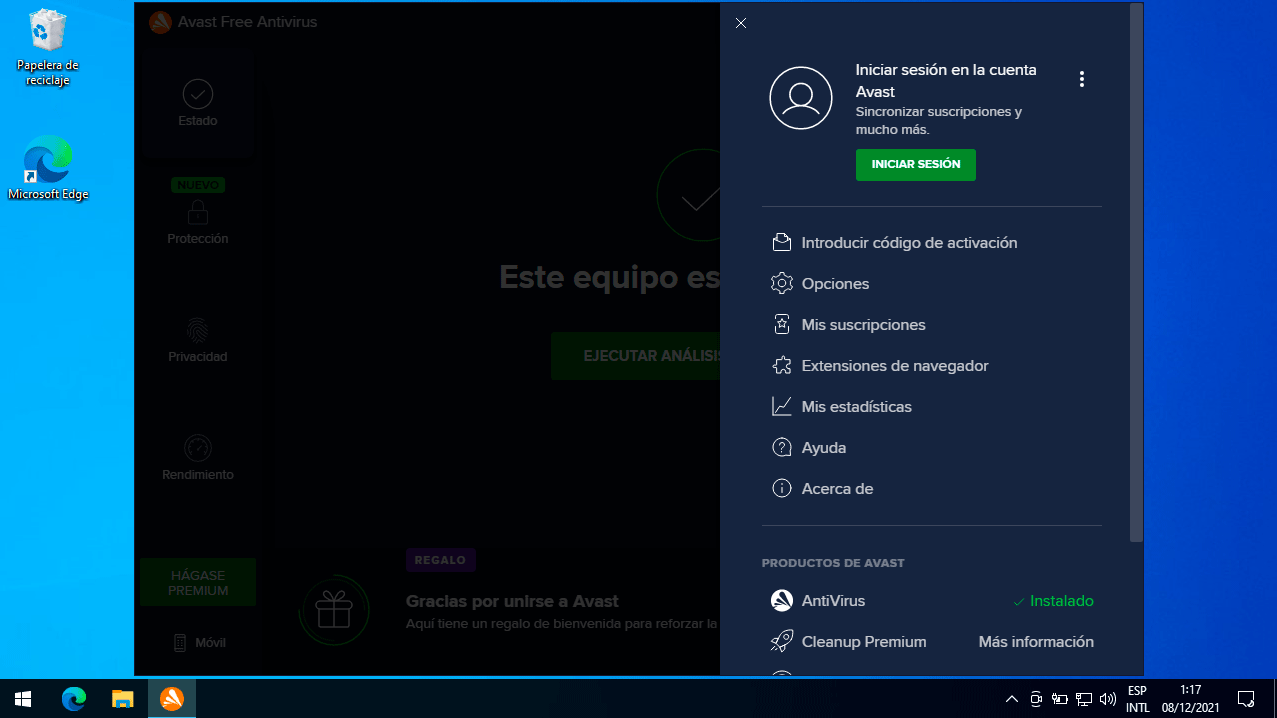 Papelera de
reciclaje
Microsoft Edge
Avast Free Antivirus
Estado
NUEVO
Protección
Privacidad
Rendimiento
HÁGASE
PREMIUM
Móvil
Este equipo es
EJECUTAR ANÁLISIS
REGALO
Gracias por unirse a Avast
Aquí tiene un regalo de bienvenida para reforzar la
Iniciar sesión en la cuenta
Avast
Sincronizar suscripciones y
mucho más.
INICIAR SESIÓN
Introducir código de activación
Opciones
Mis suscripciones
Extensiones de navegador
Mis estadísticas
Ayuda
Acerca de
PRODUCTOS DE AVAST
AntiVirus Instalado
Cleanup Premium Más información
ESP
INTL
1:17
08/12/2021